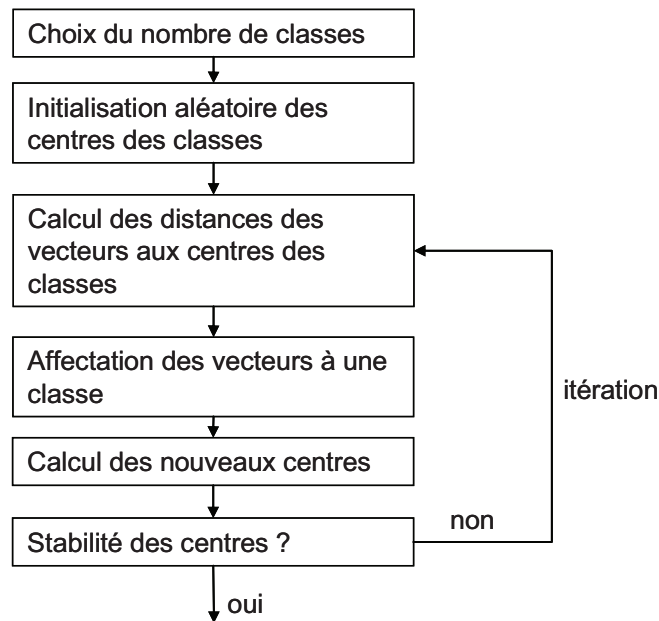 Choix du nombre de classes
Initialisation aléatoire des
centres des classes
Calcul des distances des
vecteurs aux centres des
classes
Affectation des vecteurs à une
classe
itération
Calcul des nouveaux centres
Stabilité des centres ?
non
oui